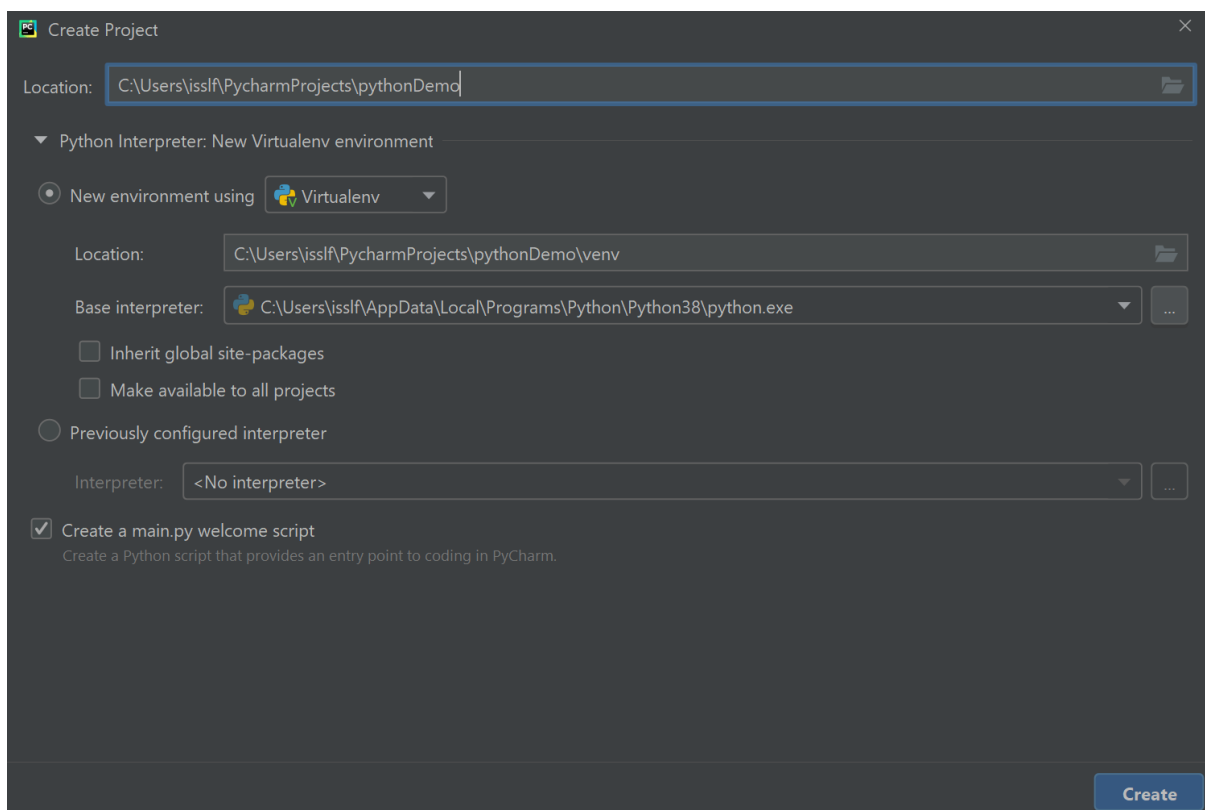 PC Create Project
Location: C:\Users\isslf\PycharmProjects\pythonDemo
Python Interpreter: New Virtualenv environment
New environment using Virtualenv
Location: C:\Users\isslf\PycharmProjects\pythonDemo\venv
Base interpreter: C:\Users\isslf\AppData\Local\Programs\Python\Python38\python.exe ...
Inherit global site-packages
Make available to all projects
Previously configured interpreter
Interpreter: <No interpreter> ...
Create a main.py welcome script
Create a Python script that provides an entry point to coding in PyCharm.
Create